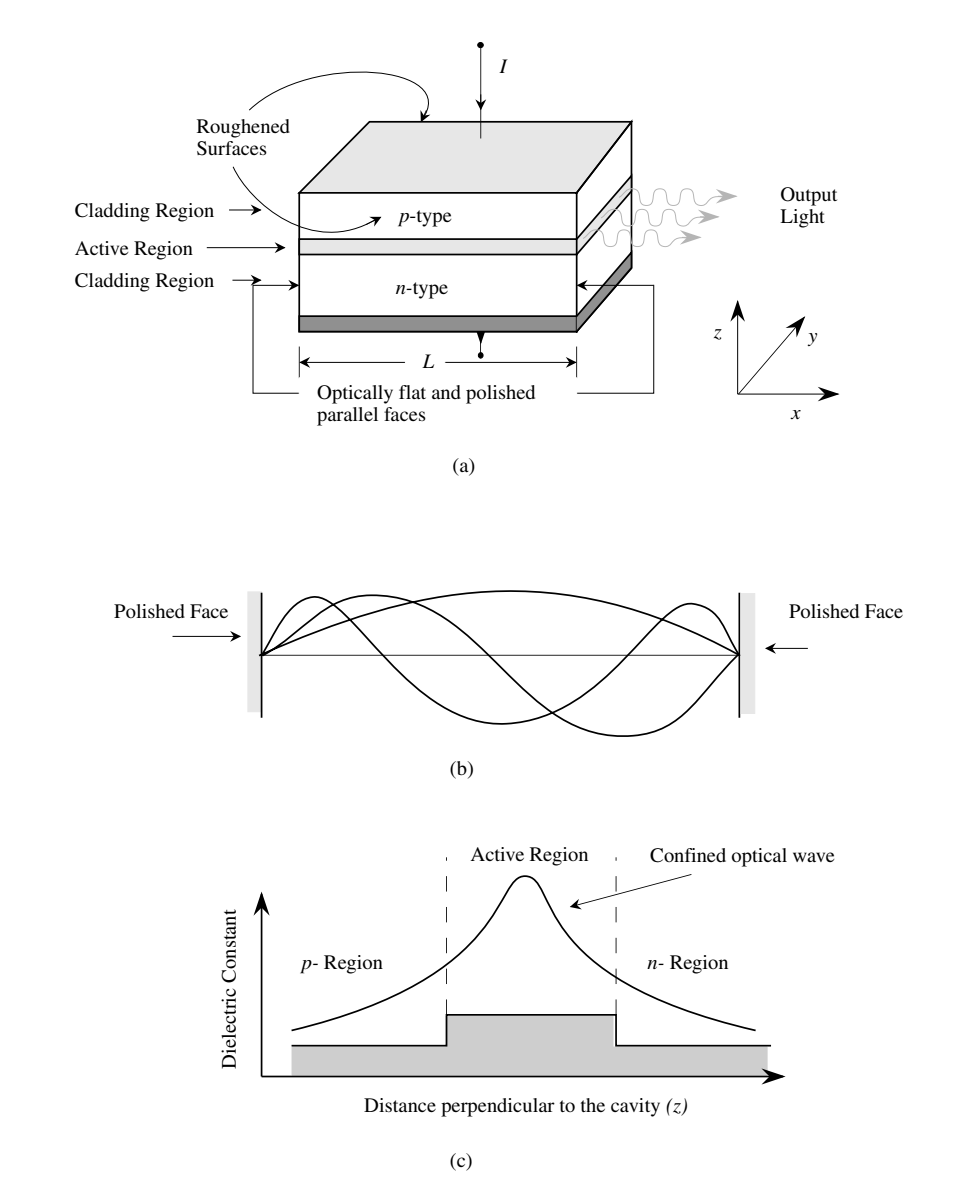 I
Roughened
Surfaces
Output
Light
Cladding Region
p-type
Active Region
Cladding Region
n-type
z
y
L
Optically flat and polished
parallel faces
x
(a)
Polished Face
Polished Face
(b)
Active Region
Confined optical wave
p- Region
n- Region
Dielectric Constant
Distance perpendicular to the cavity (z)
(c)